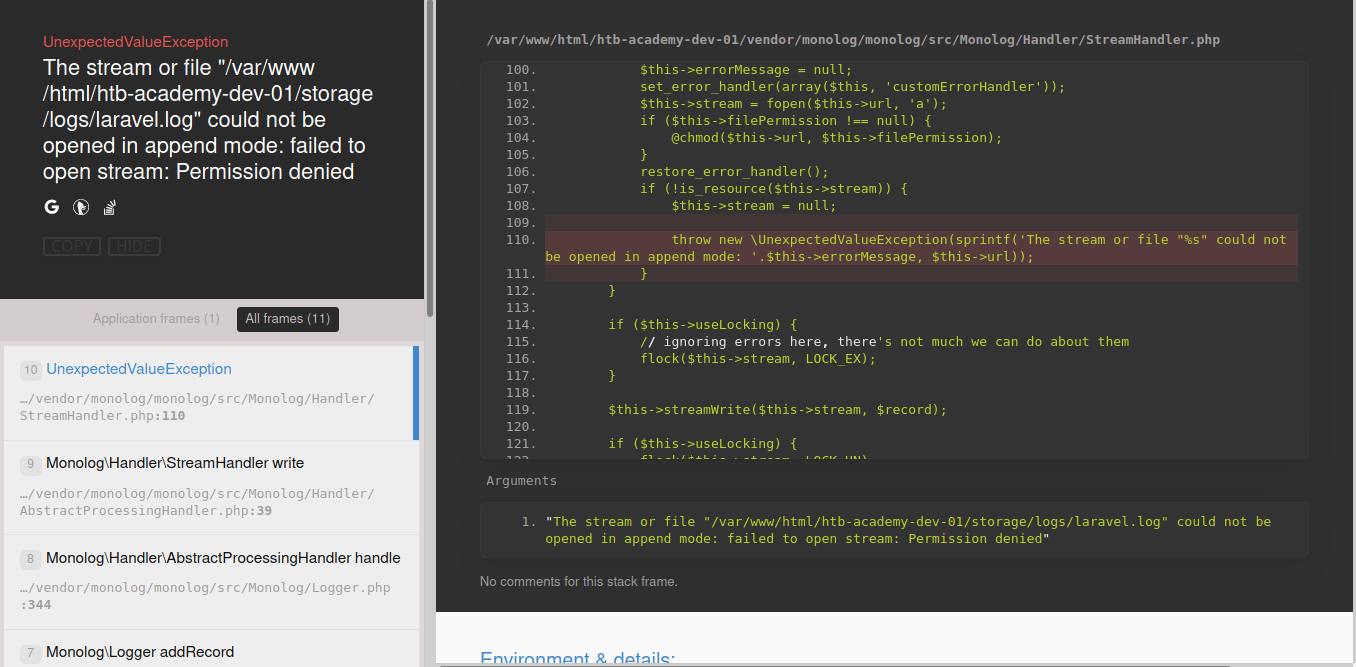 UnexpectedValueException
The stream or file "/var/www
/html/htb-academy-dev-01/storage
/logs/laravel.log" could not be
opened in append mode: failed to
open stream: Permission denied
COPY HIDE
Application frames (1) All frames (11)
10 UnexpectedValueException
…/vendor/monolog/monolog/src/Monolog/Handler/
StreamHandler.php:110
9 Monolog\Handler\StreamHandler write
…/vendor/monolog/monolog/src/Monolog/Handler/
AbstractProcessingHandler.php:39
8 Monolog\Handler\AbstractProcessingHandler handle
…/vendor/monolog/monolog/src/Monolog/Logger.php
:344
7 Monolog\Logger addRecord
/var/www/html/htb-academy-dev-01/vendor/monolog/monolog/src/Monolog/Handler/StreamHandler.php
100. $this->errorMessage = null;
101. set_error_handler(array($this, 'customErrorHandler'));
102. $this->stream = fopen($this->url, 'a');
103. if ($this->filePermission !== null) {
104. @chmod($this->url, $this->filePermission);
105. }
106. restore_error_handler();
107. if (!is_resource($this->stream)) {
108. $this->stream = null;
109.
110. throw new \UnexpectedValueException(sprintf('The stream or file "%s" could not
be opened in append mode: '.$this->errorMessage, $this->url));
111. }
112. }
113.
114. if ($this->useLocking) {
115. // ignoring errors here, there's not much we can do about them
116. flock($this->stream, LOCK_EX);
117. }
118.
119. $this->streamWrite($this->stream, $record);
120.
121. if ($this->useLocking) {
122. flock($this->stream, LOCK_UN)
Arguments
1. "The stream or file "/var/www/html/htb-academy-dev-01/storage/logs/laravel.log" could not be
opened in append mode: failed to open stream: Permission denied"
No comments for this stack frame.
Environment & details: